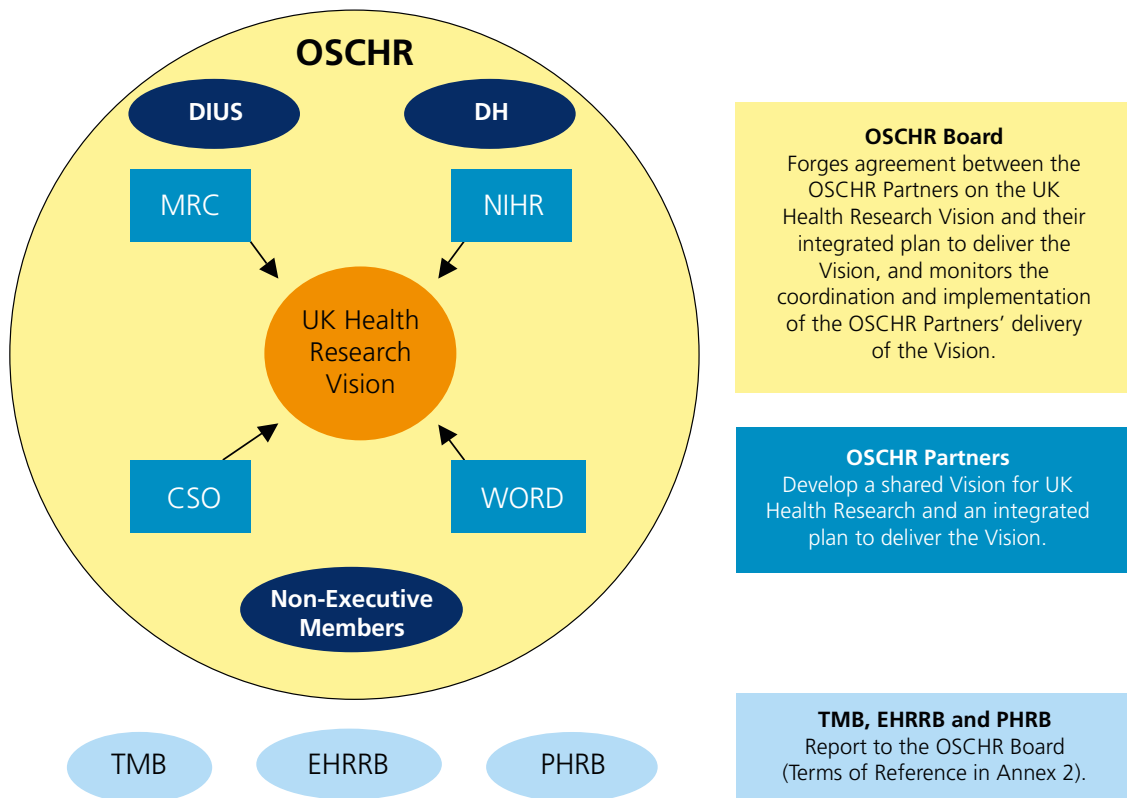 OSCHR
DIUS
DH
MRC
NIHR
UK Health
Research
Vision
CSO
WORD
Non-Executive
Members
TMB
EHRRB
PHRB
OSCHR Board
Forges agreement between the
OSCHR Partners on the UK
Health Research Vision and their
integrated plan to deliver the
Vision, and monitors the
coordination and implementation
of the OSCHR Partners’ delivery
of the Vision.
OSCHR Partners
Develop a shared Vision for UK
Health Research and an integrated
plan to deliver the Vision.
TMB, EHRRB and PHRB
Report to the OSCHR Board
(Terms of Reference in Annex 2).